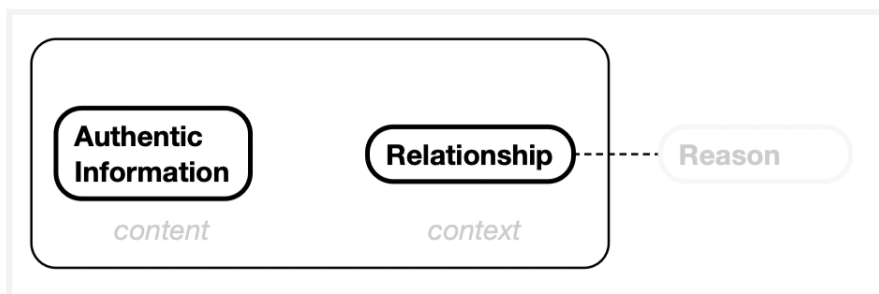 Authentic
Information
Relationship
Reason
content
context